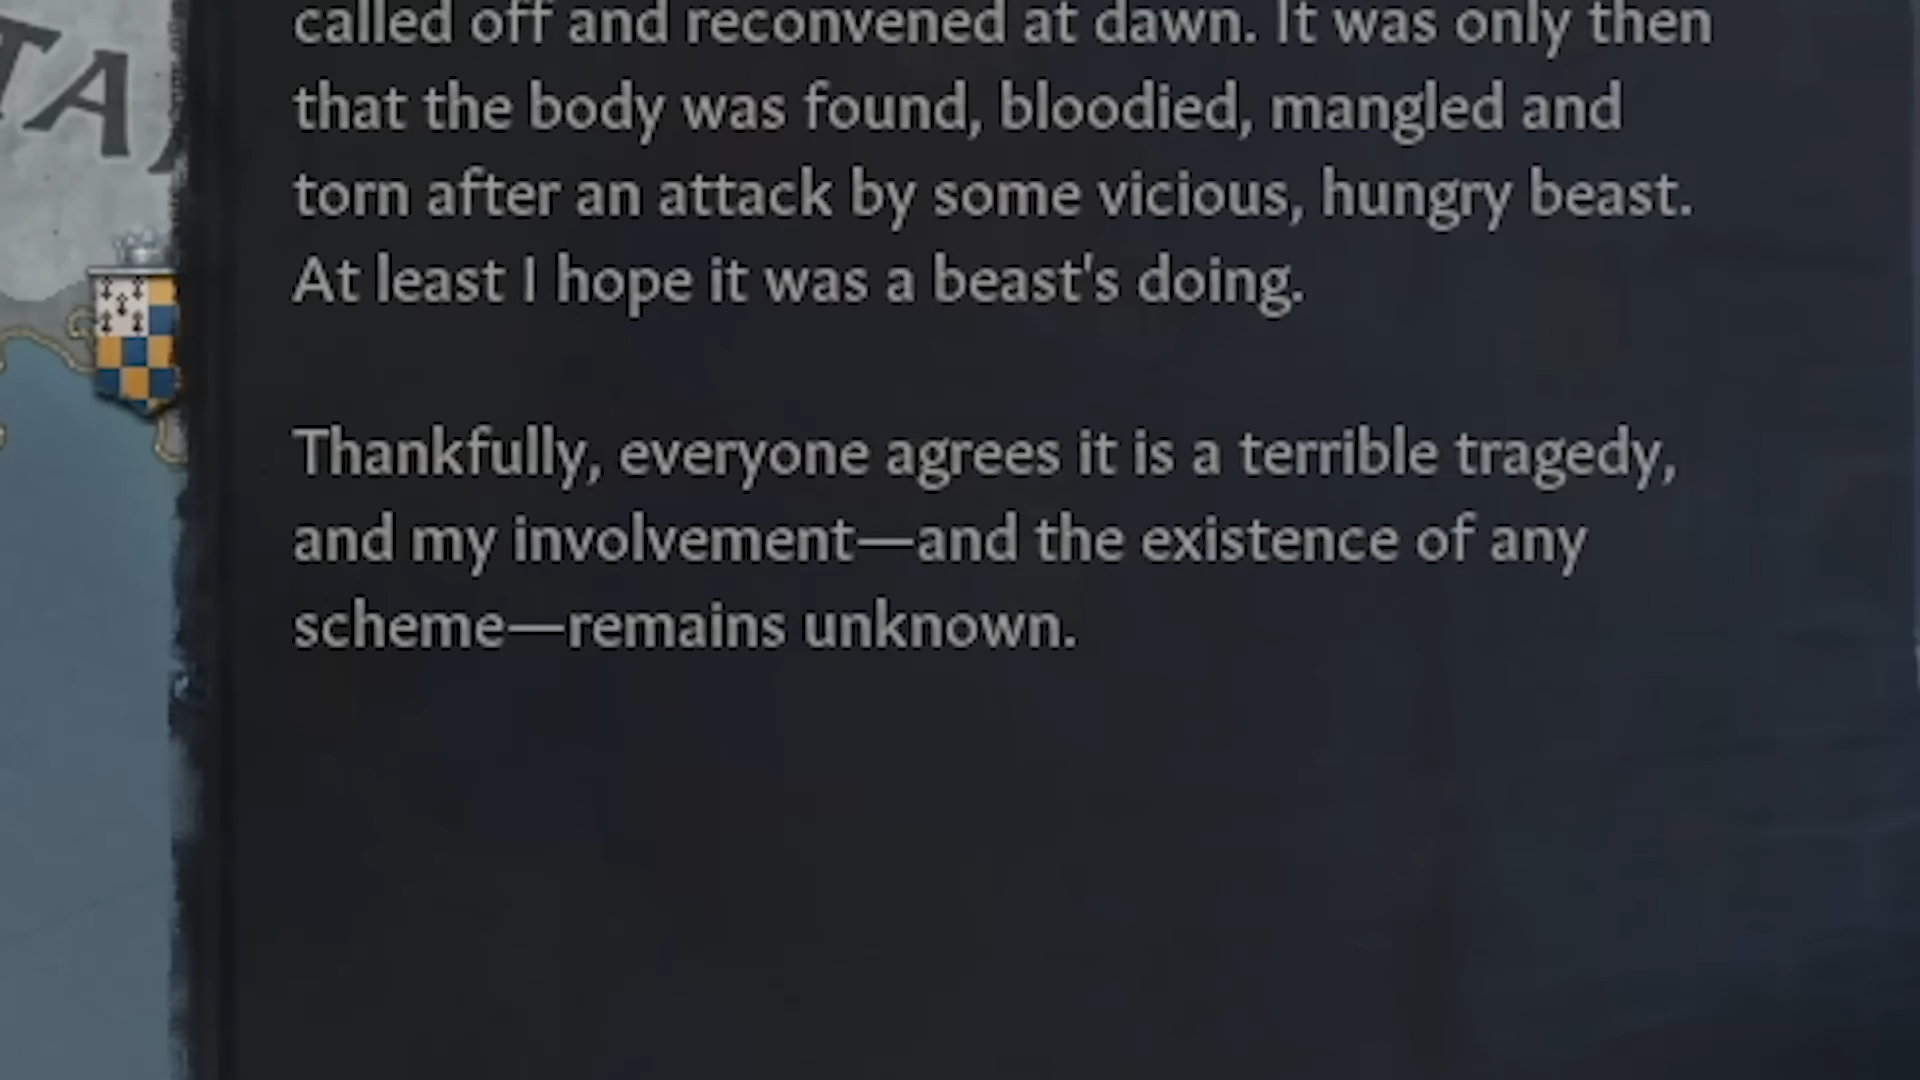 called off and reconvened at dawn. It was only then
that the body was found, bloodied, mangled and
torn after an attack by some vicious, hungry beast.
At least I hope it was a beast's doing.
Thankfully, everyone agrees it is a terrible tragedy,
and my involvement—and the existence of any
scheme—remains unknown.
TA